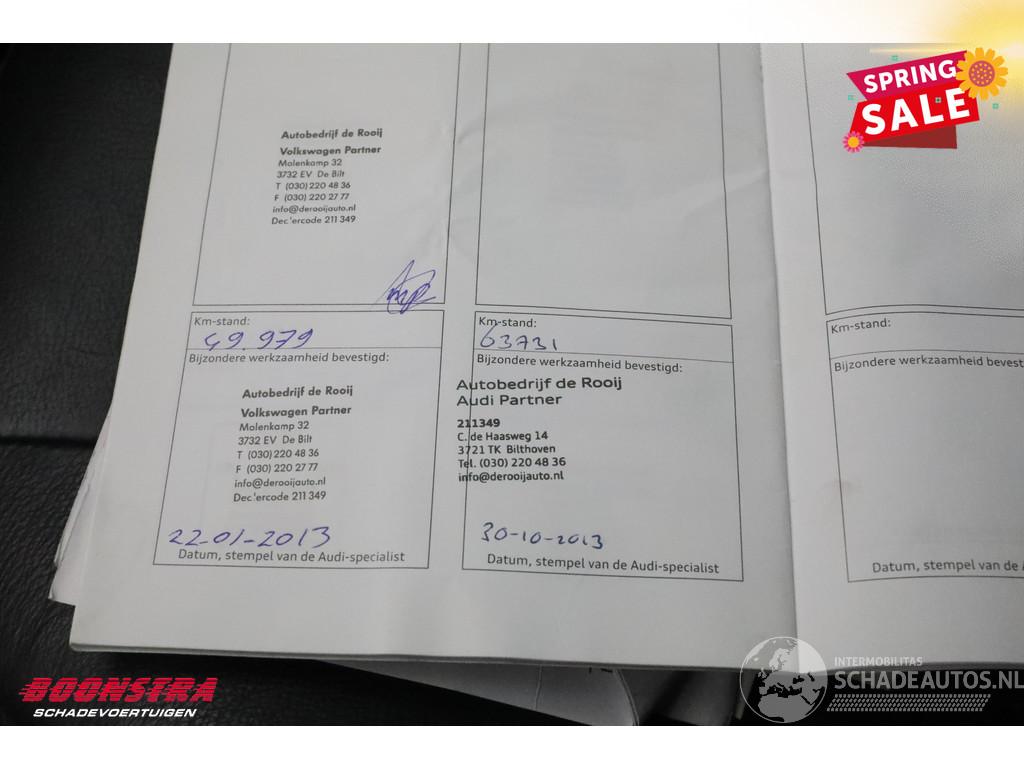 SPRING
SALE
Autobedrijf de Rooij
Volkswagen Partner
Molenkamp 32
3732 EV De Bilt
T (030) 220 48 36
F (030) 220 27 77
info@derooijauto.nl
Dec'ercode 211 349
Km-stand:
49.979
Bijzondere werkzaamheid bevestigd:
Autobedrijf de Rooij
Volkswagen Partner
Molenkamp 32
3732 EV De Bilt
T (030) 220 48 36
F (030) 220 27 77
info@derooijauto.nl
Dec'ercode 211 349
22-01-2013
Datum, stempel van de Audi-specialist
Km-stand:
63731
Bijzondere werkzaamheid bevestigd:
Autobedrijf de Rooij
Audi Partner
211349
C. de Haasweg 14
3721 TK Bilthoven
Tel. (030) 220 48 36
info@derooijauto.nl
30-10-2013
Datum, stempel van de Audi-specialist
Km-stand:
Bijzondere werkzaamheid bevest
Datum, stempel van de
BOONSTRA
SCHADEVOERTUIGEN
INTERMOBILITAS
SCHADEAUTOS.NL